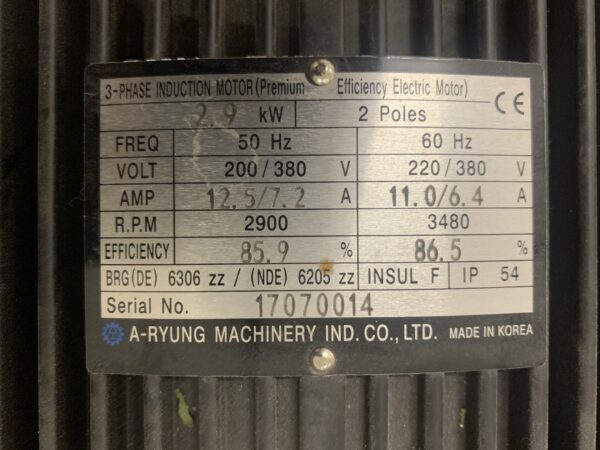 3-PHASE INDUCTION MOTOR (Premium Efficiency Electric Motor)
2.9 kW 2 Poles CE
FREQ 50 Hz 60 Hz
VOLT 200 / 380 V 220 / 380 V
AMP 12.5/7.2 A 11.0/6.4 A
R.P.M 2900 3480
EFFICIENCY 85.9 % 86.5 %
BRG(DE) 6306 zz / (NDE) 6205 zz INSUL F IP 54
Serial No. 17070014
A-RYUNG MACHINERY IND. CO., LTD. MADE IN KOREA